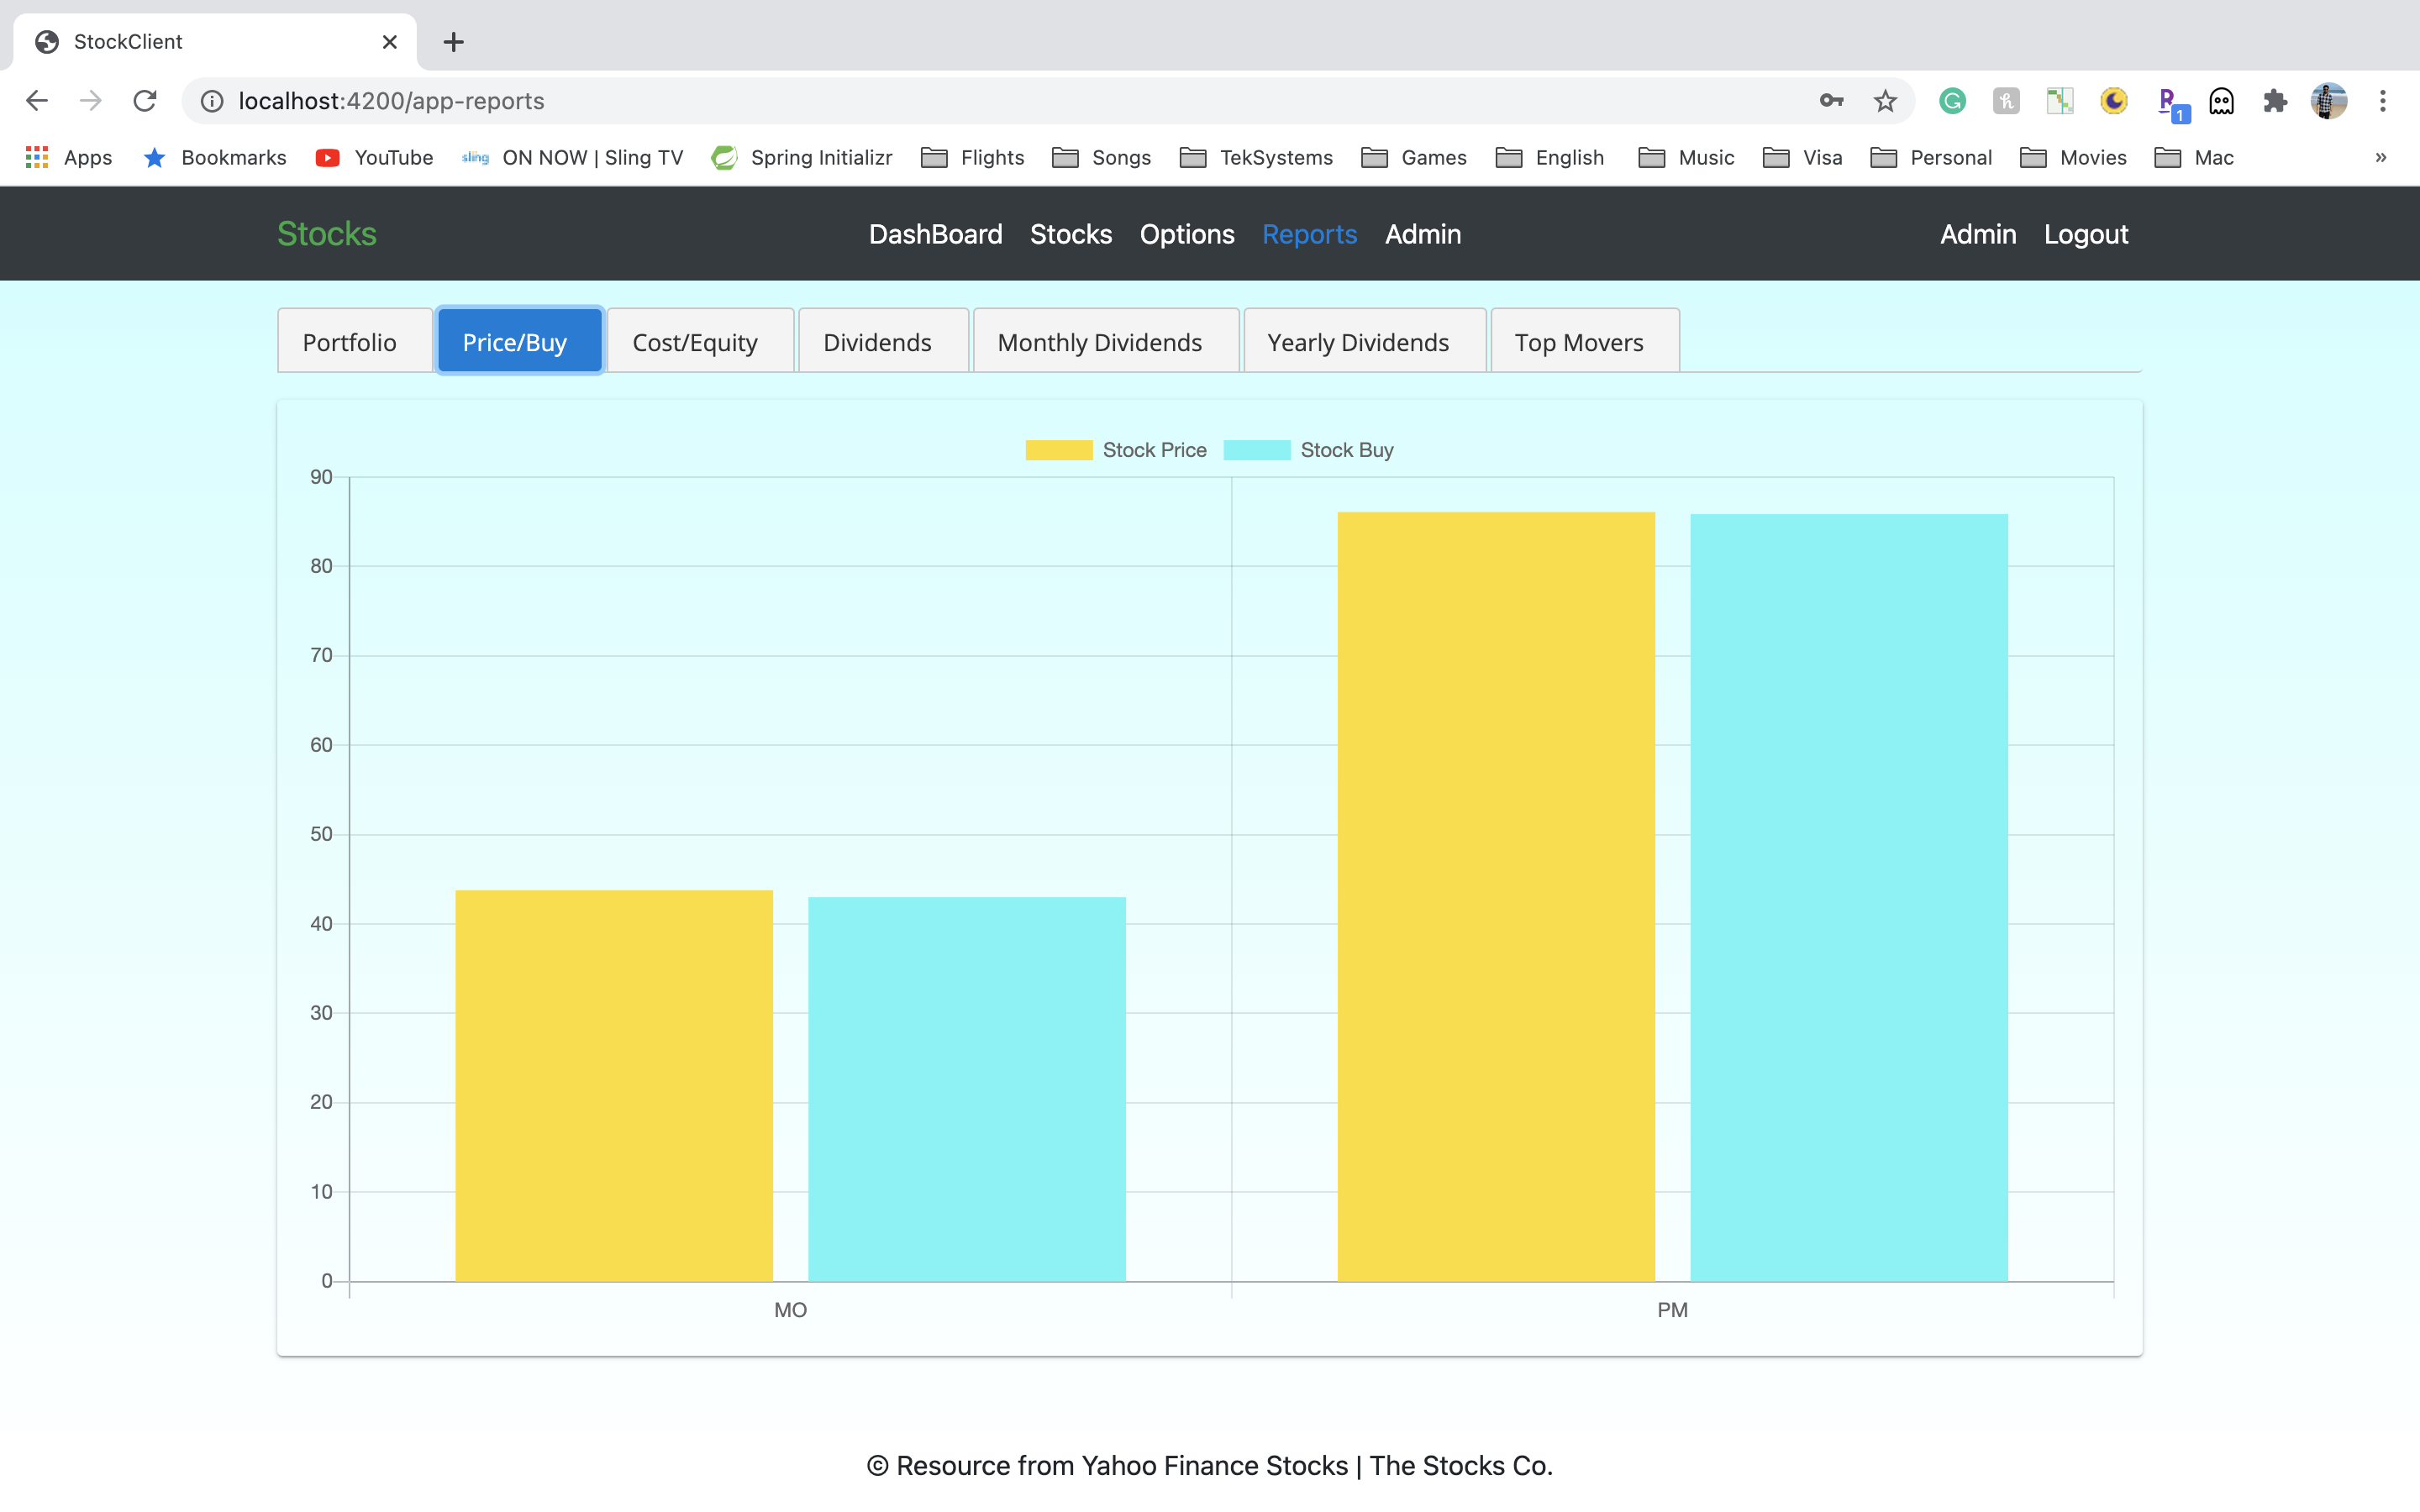 StockClient
localhost:4200/app-reports
1
Apps Bookmarks YouTube sling ON NOW | Sling TV Spring Initializr Flights Songs TekSystems Games English Music Visa Personal Movies Mac »
Stocks DashBoard Stocks Options Reports Admin Admin Logout
Portfolio Price/Buy Cost/Equity Dividends Monthly Dividends Yearly Dividends Top Movers
Stock Price Stock Buy
90
80
70
60
50
40
30
20
10
0
MO PM
© Resource from Yahoo Finance Stocks | The Stocks Co.